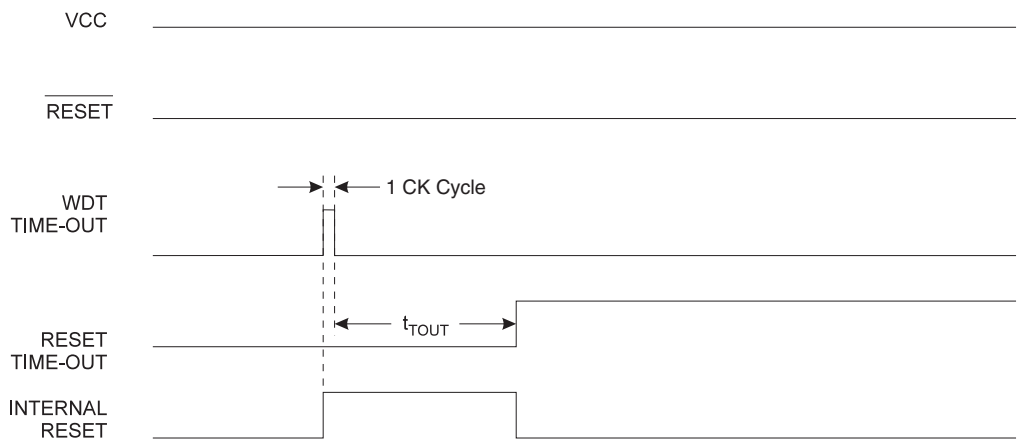 VCC
RESET
1 CK Cycle
WDT
TIME-OUT
tTOUT
RESET
TIME-OUT
INTERNAL
RESET